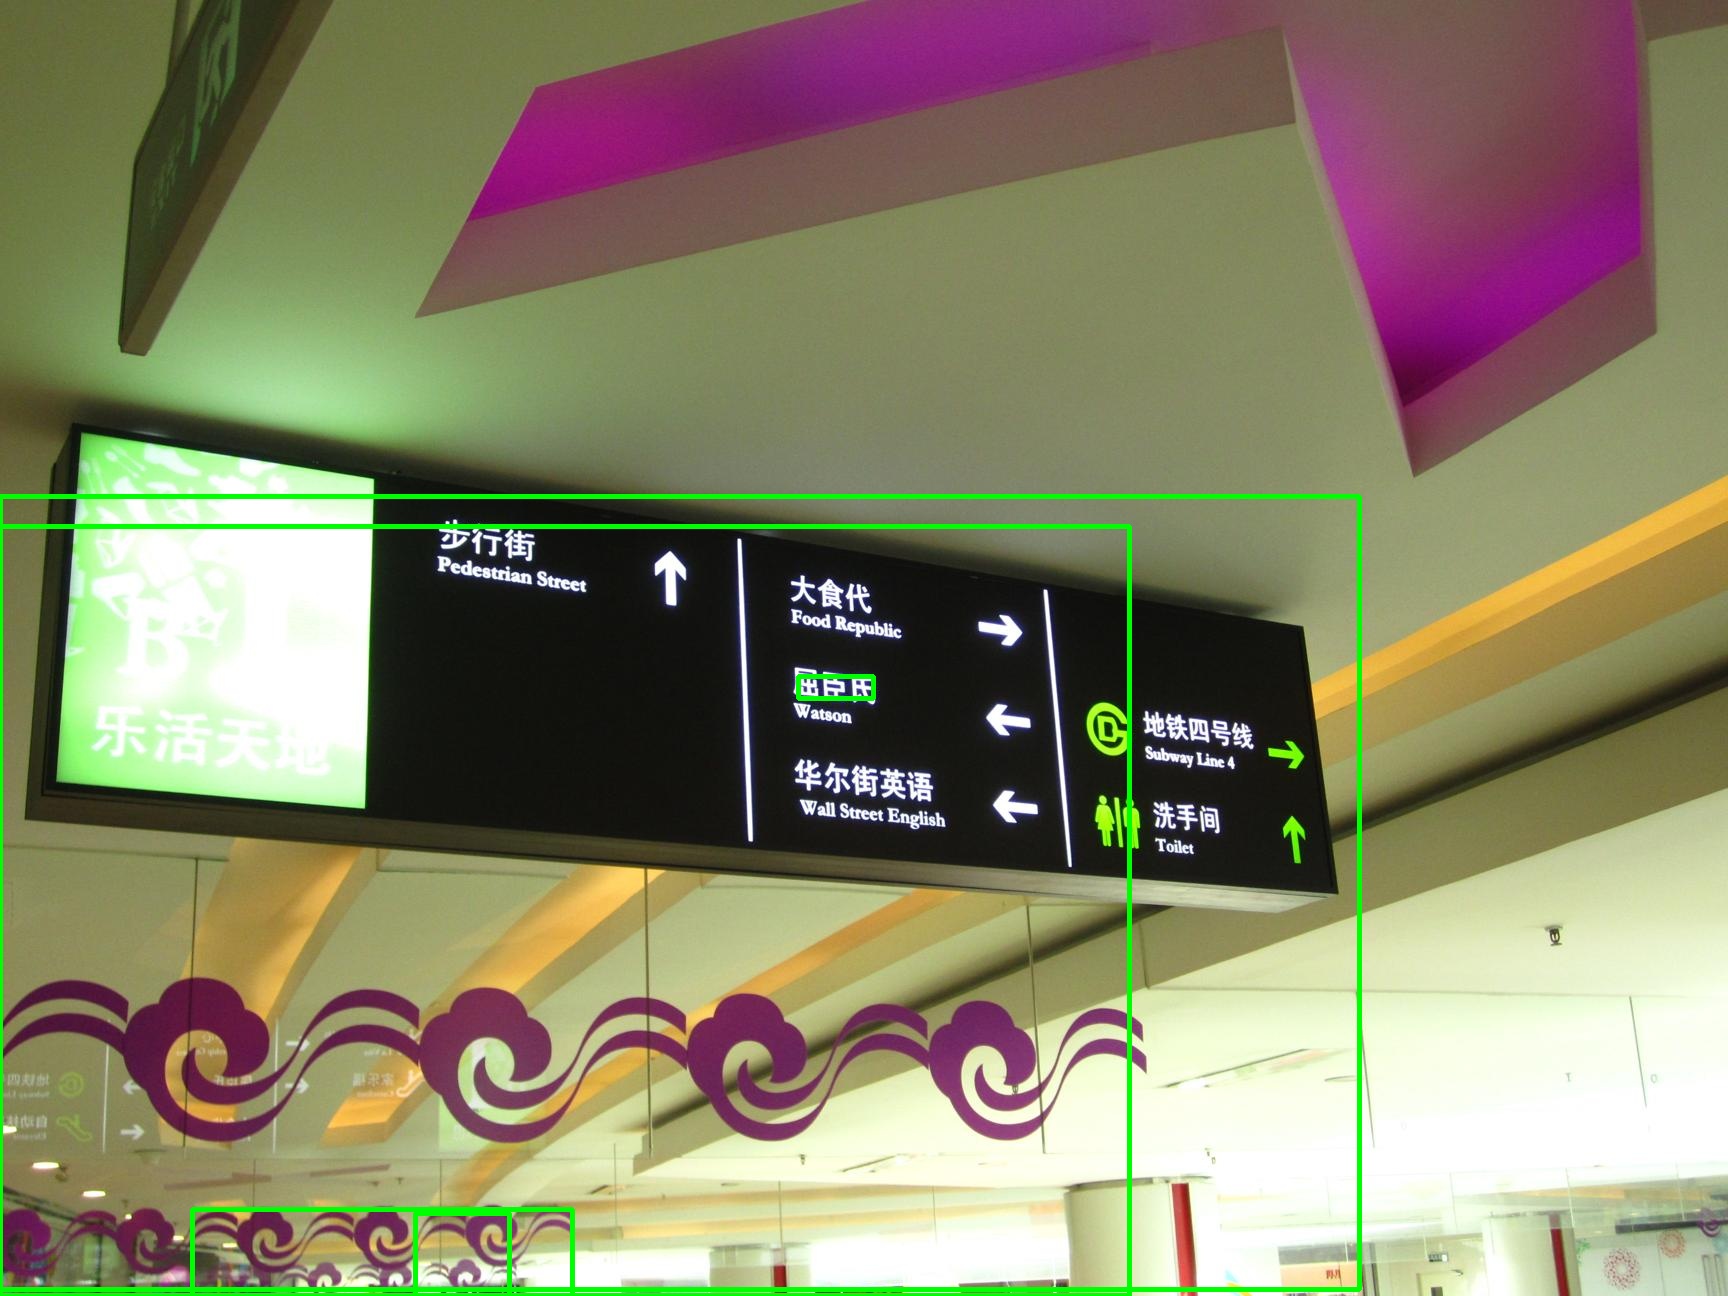 B1
乐活天地
步行街
Pedestrian Street
大食代
Food Republic
屈臣氏
Watson
华尔街英语
Wall Street English
地铁四号线
Subway Line 4
洗手间
Toilet